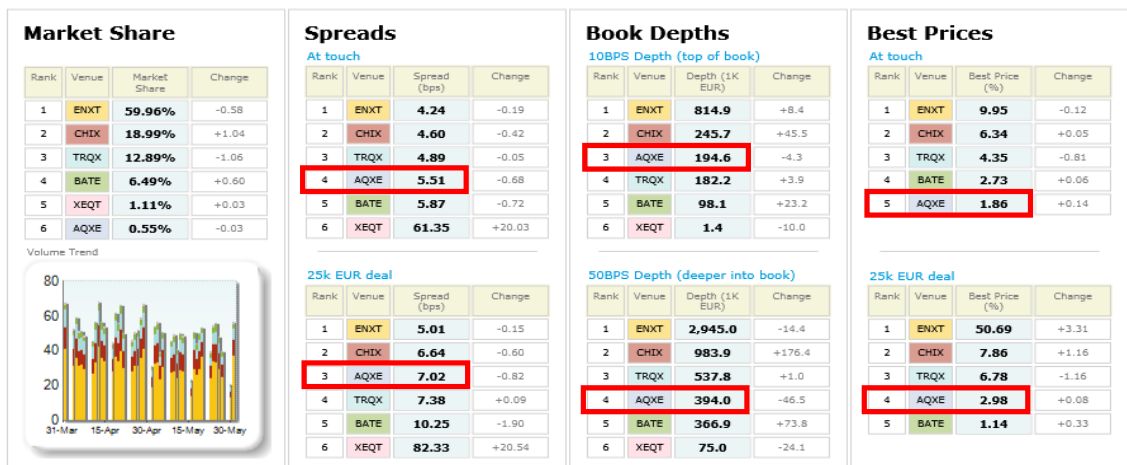 Market Share
Rank Venue Market Share Change
1 ENXT 59.96% -0.58
2 CHIX 18.99% +1.04
3 TRQX 12.89% -1.06
4 BATE 6.49% +0.60
5 XEQT 1.11% +0.03
6 AQXE 0.55% -0.03
Volume Trend
80
60
40
20
0
31-Mar 15-Apr 30-Apr 15-May 30-May
Spreads
At touch
Rank Venue Spread (bps) Change
1 ENXT 4.24 -0.19
2 CHIX 4.60 -0.42
3 TRQX 4.89 -0.05
4 AQXE 5.51 -0.68
5 BATE 5.87 -0.72
6 XEQT 61.35 +20.03
25k EUR deal
Rank Venue Spread (bps) Change
1 ENXT 5.01 -0.15
2 CHIX 6.64 -0.60
3 AQXE 7.02 -0.82
4 TRQX 7.38 +0.09
5 BATE 10.25 -1.90
6 XEQT 82.33 +20.54
Book Depths
10BPS Depth (top of book)
Rank Venue Depth (1K EUR) Change
1 ENXT 814.9 +8.4
2 CHIX 245.7 +45.5
3 AQXE 194.6 -4.3
4 TRQX 182.2 +3.9
5 BATE 98.1 +23.2
6 XEQT 1.4 -10.0
50BPS Depth (deeper into book)
Rank Venue Depth (1K EUR) Change
1 ENXT 2,945.0 -14.4
2 CHIX 983.9 +176.4
3 TRQX 537.8 +1.0
4 AQXE 394.0 -46.5
5 BATE 366.9 +73.8
6 XEQT 75.0 -24.1
Best Prices
At touch
Rank Venue Best Price (%) Change
1 ENXT 9.95 -0.12
2 CHIX 6.34 +0.05
3 TRQX 4.35 -0.81
4 BATE 2.73 +0.06
5 AQXE 1.86 +0.14
25k EUR deal
Rank Venue Best Price (%) Change
1 ENXT 50.69 +3.31
2 CHIX 7.86 +1.16
3 TRQX 6.78 -1.16
4 AQXE 2.98 +0.08
5 BATE 1.14 +0.33